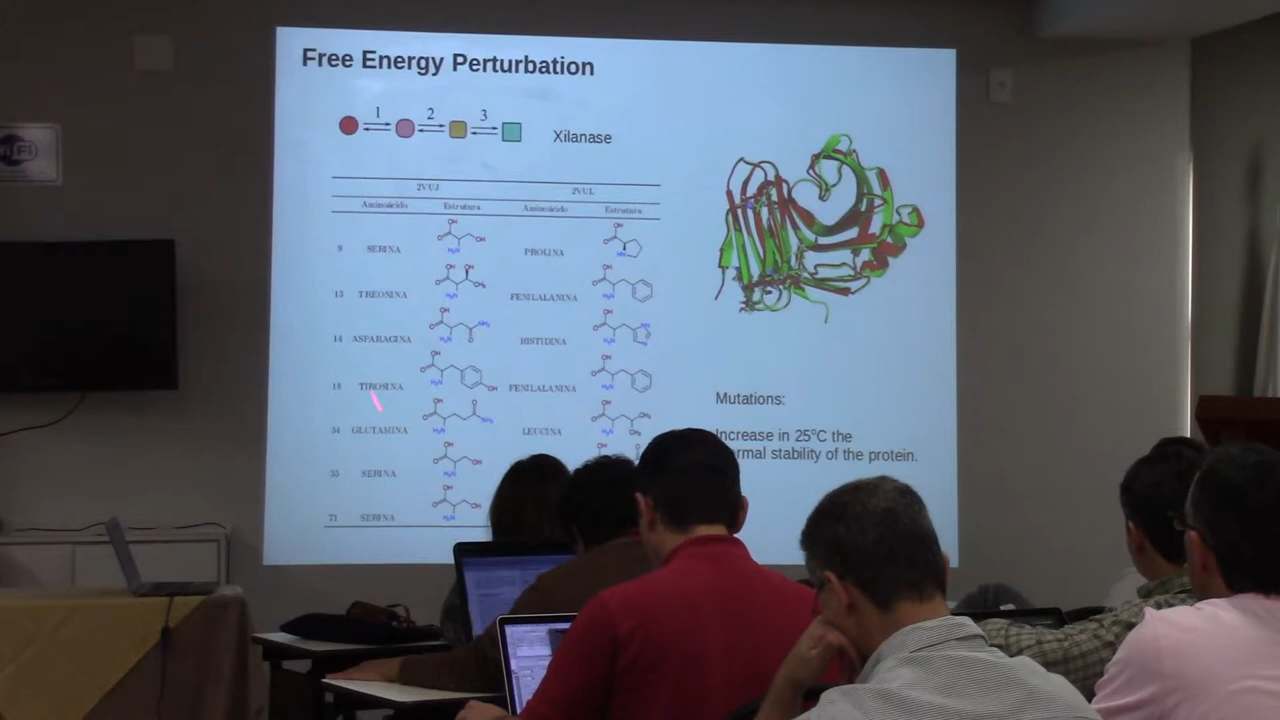 Free Energy Perturbation
1 2 3
Xilanase
2VUJ 2VUL
Aminoácido Estrutura Aminoácido Estrutura
9 SERINA PROLINA
13 TREONINA FENILALANINA
14 ASPARAGINA HISTIDINA
18 TIROSINA FENILALANINA
34 GLUTAMINA LEUCINA
35 SERINA
71 SERINA
Mutations:
Increase in 25°C the
rmal stability of the protein.
WiFi